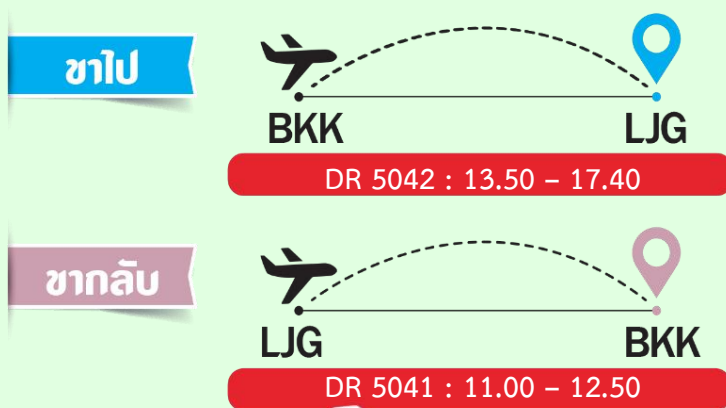 ขาไป
BKK LJG
DR 5042 : 13.50 – 17.40
ขากลับ
LJG BKK
DR 5041 : 11.00 – 12.50